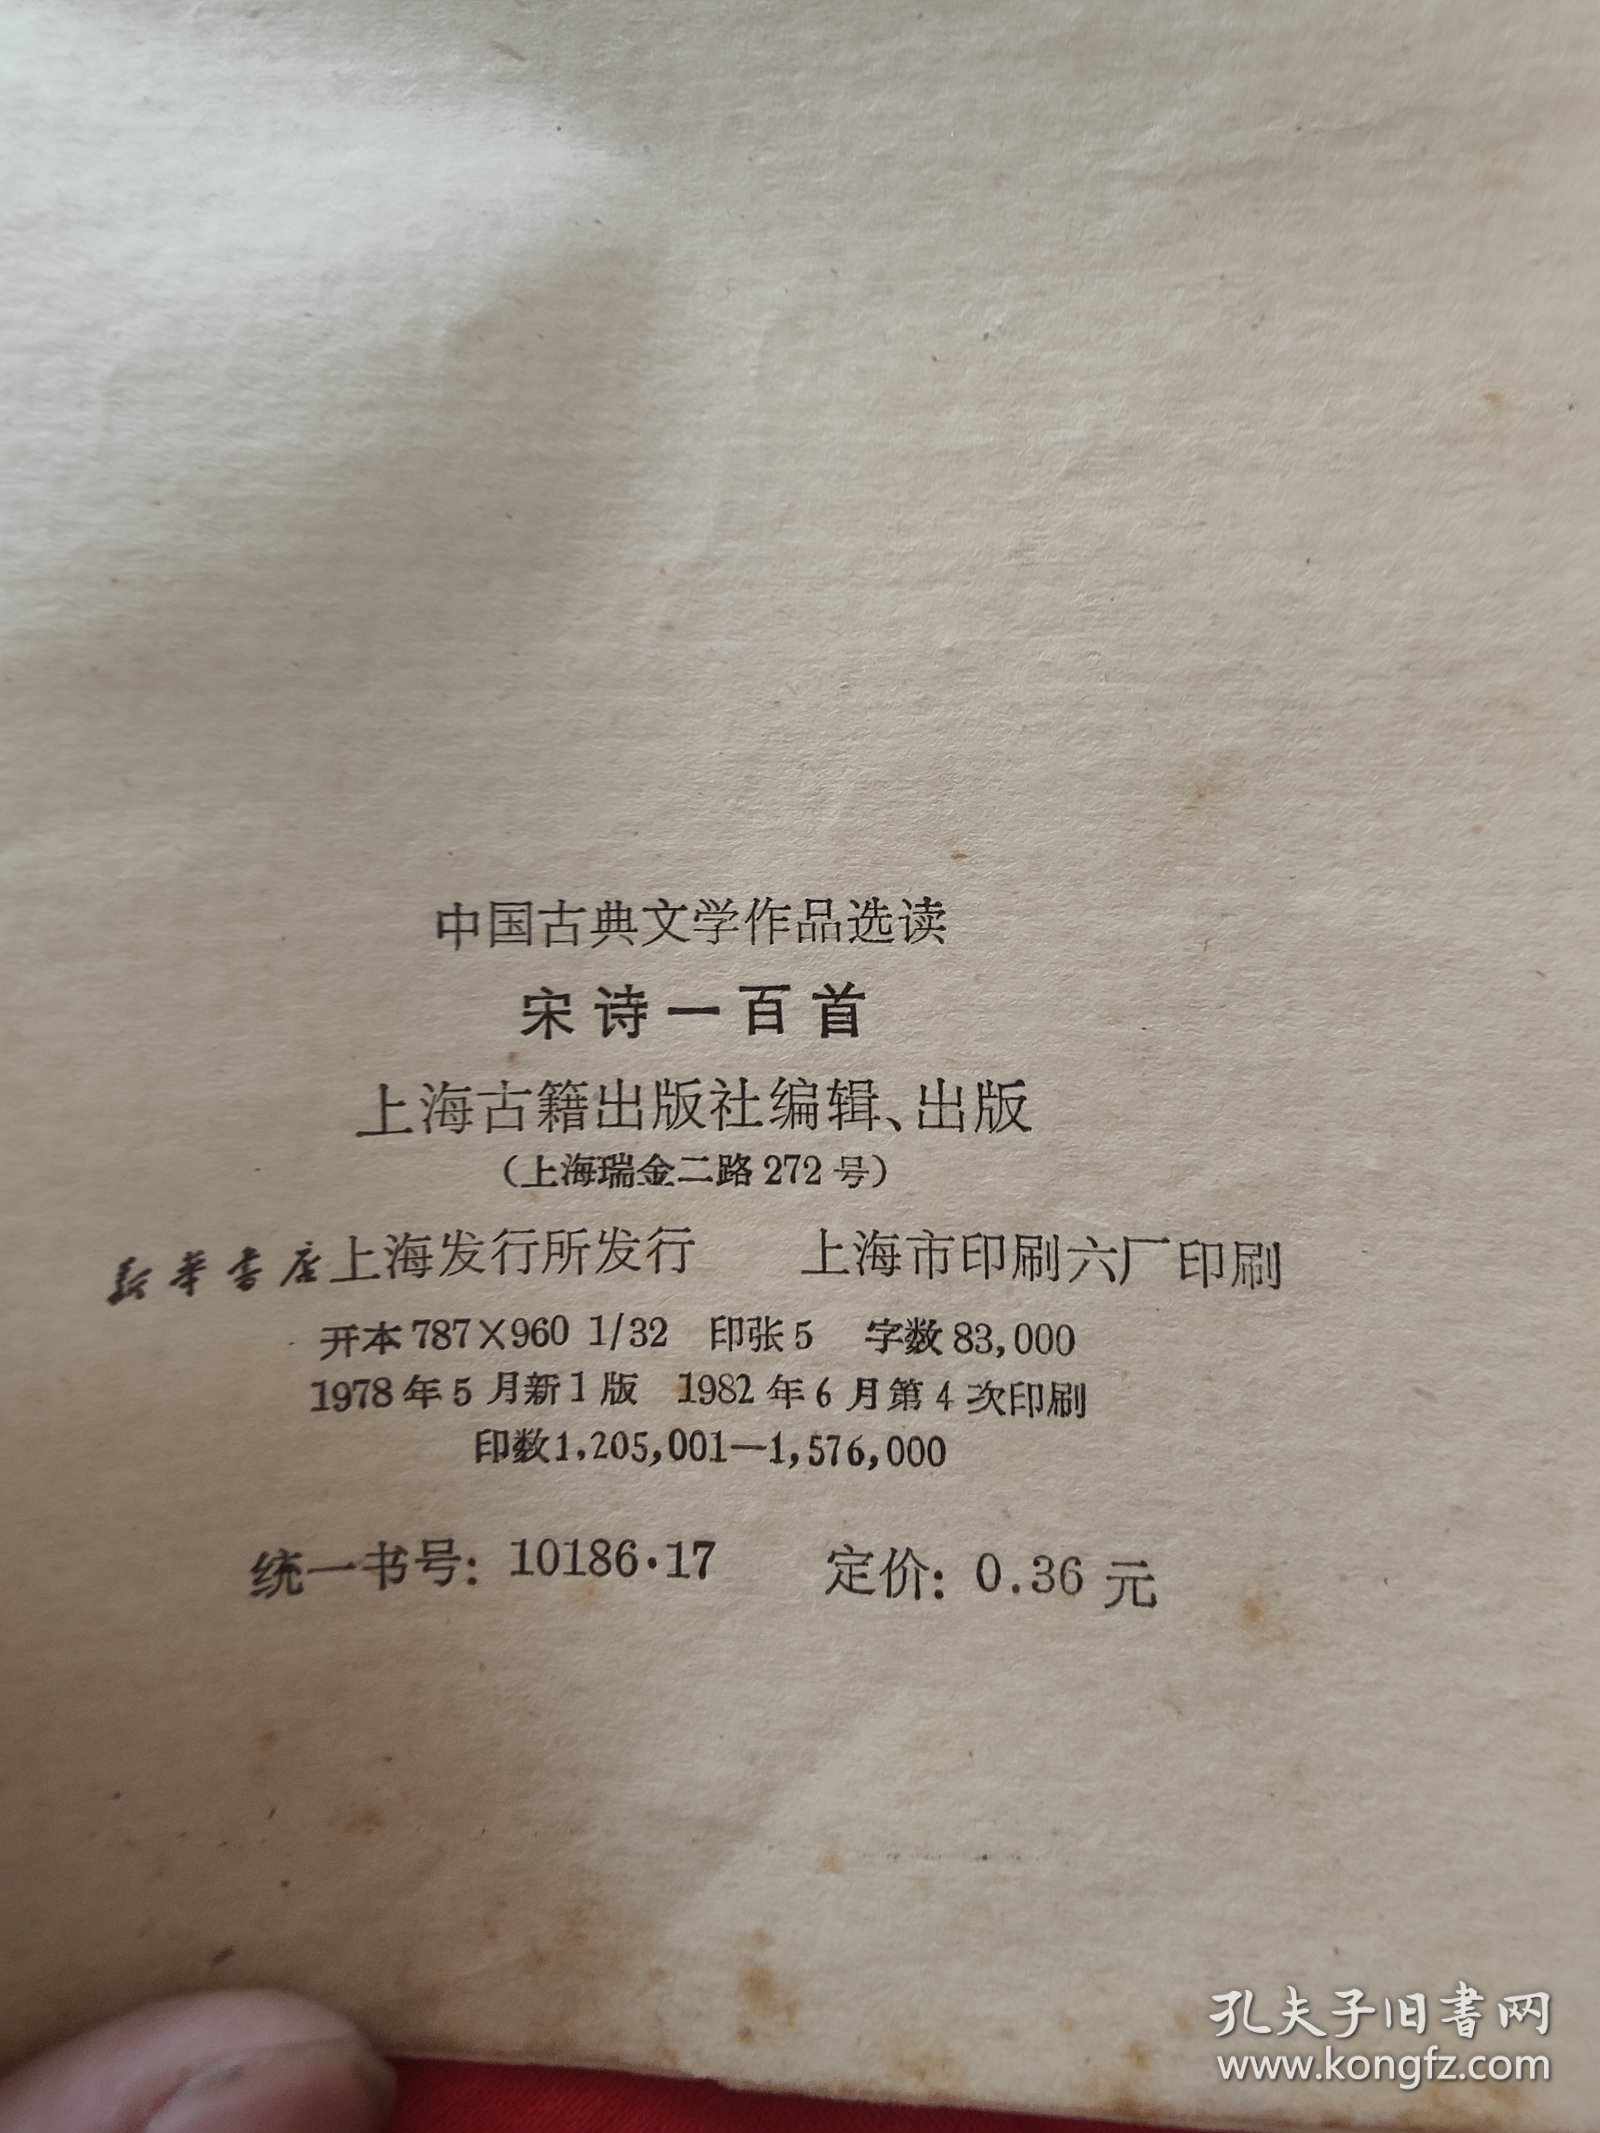 中国古典文学作品选读
宋诗一百首
上海古籍出版社编辑、出版
(上海瑞金二路272号)
新华书店上海发行所发行 上海市印刷六厂印刷
开本787×960 1/32 印张5 字数83,000
1978年5月新1版 1982年6月第4次印刷
印数1,205,001—1,576,000
统一书号: 10186·17 定价: 0.36元
孔夫子旧书网
www.kongfz.com